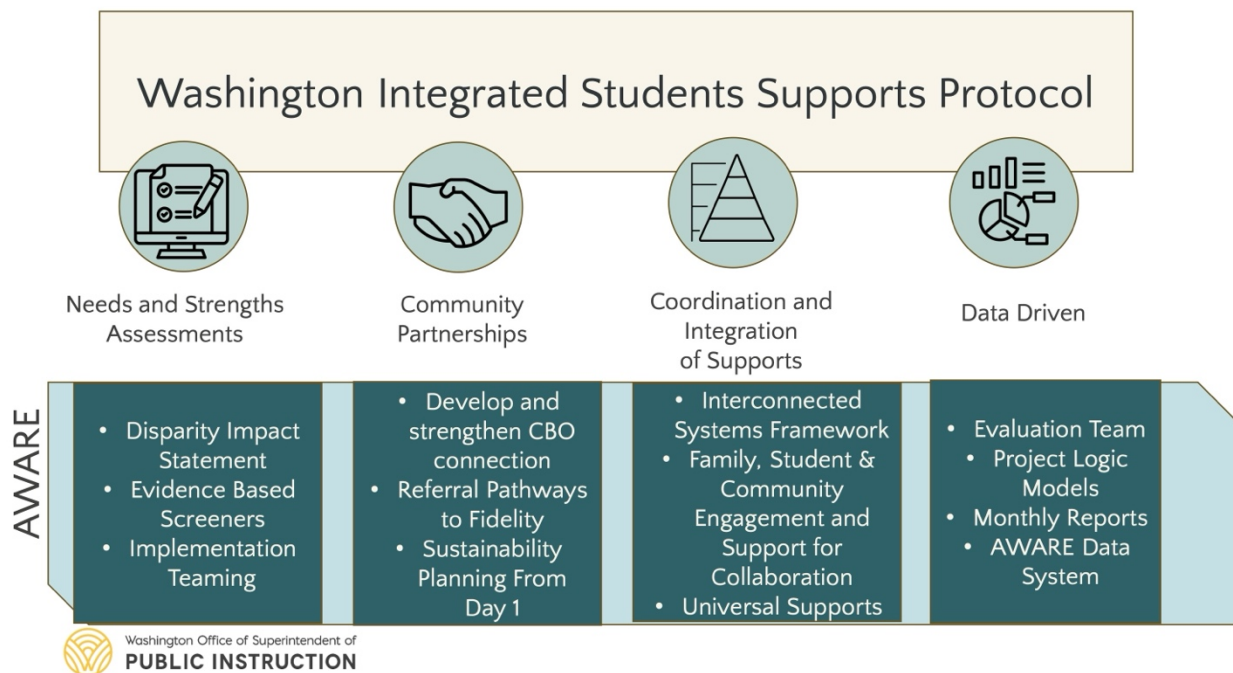 Washington Integrated Students Supports Protocol
Needs and Strengths
Assessments
Community
Partnerships
Coordination and
Integration
of Supports
Data Driven
AWARE
• Disparity Impact
Statement
• Evidence Based
Screeners
• Implementation
Teaming
• Develop and
strengthen CBO
connection
• Referral Pathways
to Fidelity
• Sustainability
Planning From
Day 1
• Interconnected
Systems Framework
• Family, Student &
Community
Engagement and
Support for
Collaboration
• Universal Supports
• Evaluation Team
• Project Logic
Models
• Monthly Reports
• AWARE Data
System
Washington Office of Superintendent of
PUBLIC INSTRUCTION